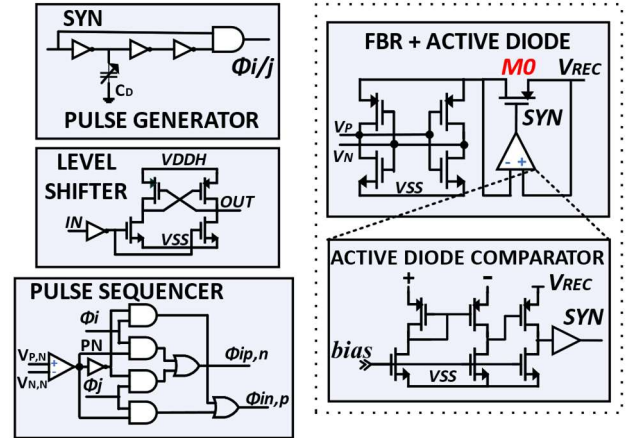 SYN
Φi/j
CD
PULSE GENERATOR
LEVEL
SHIFTER
VDDH
OUT
IN
VSS
PULSE SEQUENCER
Φi
VP,N
PN
+
-
VN,N
Φj
Φip,n
Φin,p
FBR + ACTIVE DIODE
M0
VREC
SYN
VP
VN
- +
VSS
ACTIVE DIODE COMPARATOR
+ -
VREC
SYN
bias
VSS